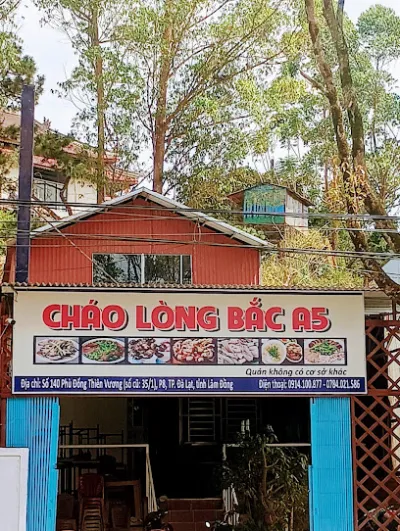 CHÁO LÒNG BẮC A5
Quán không có cơ sở khác
Địa chỉ: Số 140 Phù Đổng Thiên Vương (số cũ: 35/1), P8, TP. Đà Lạt, tỉnh Lâm Đồng Điện thoại: 0914.100.877 - 0784.021.586